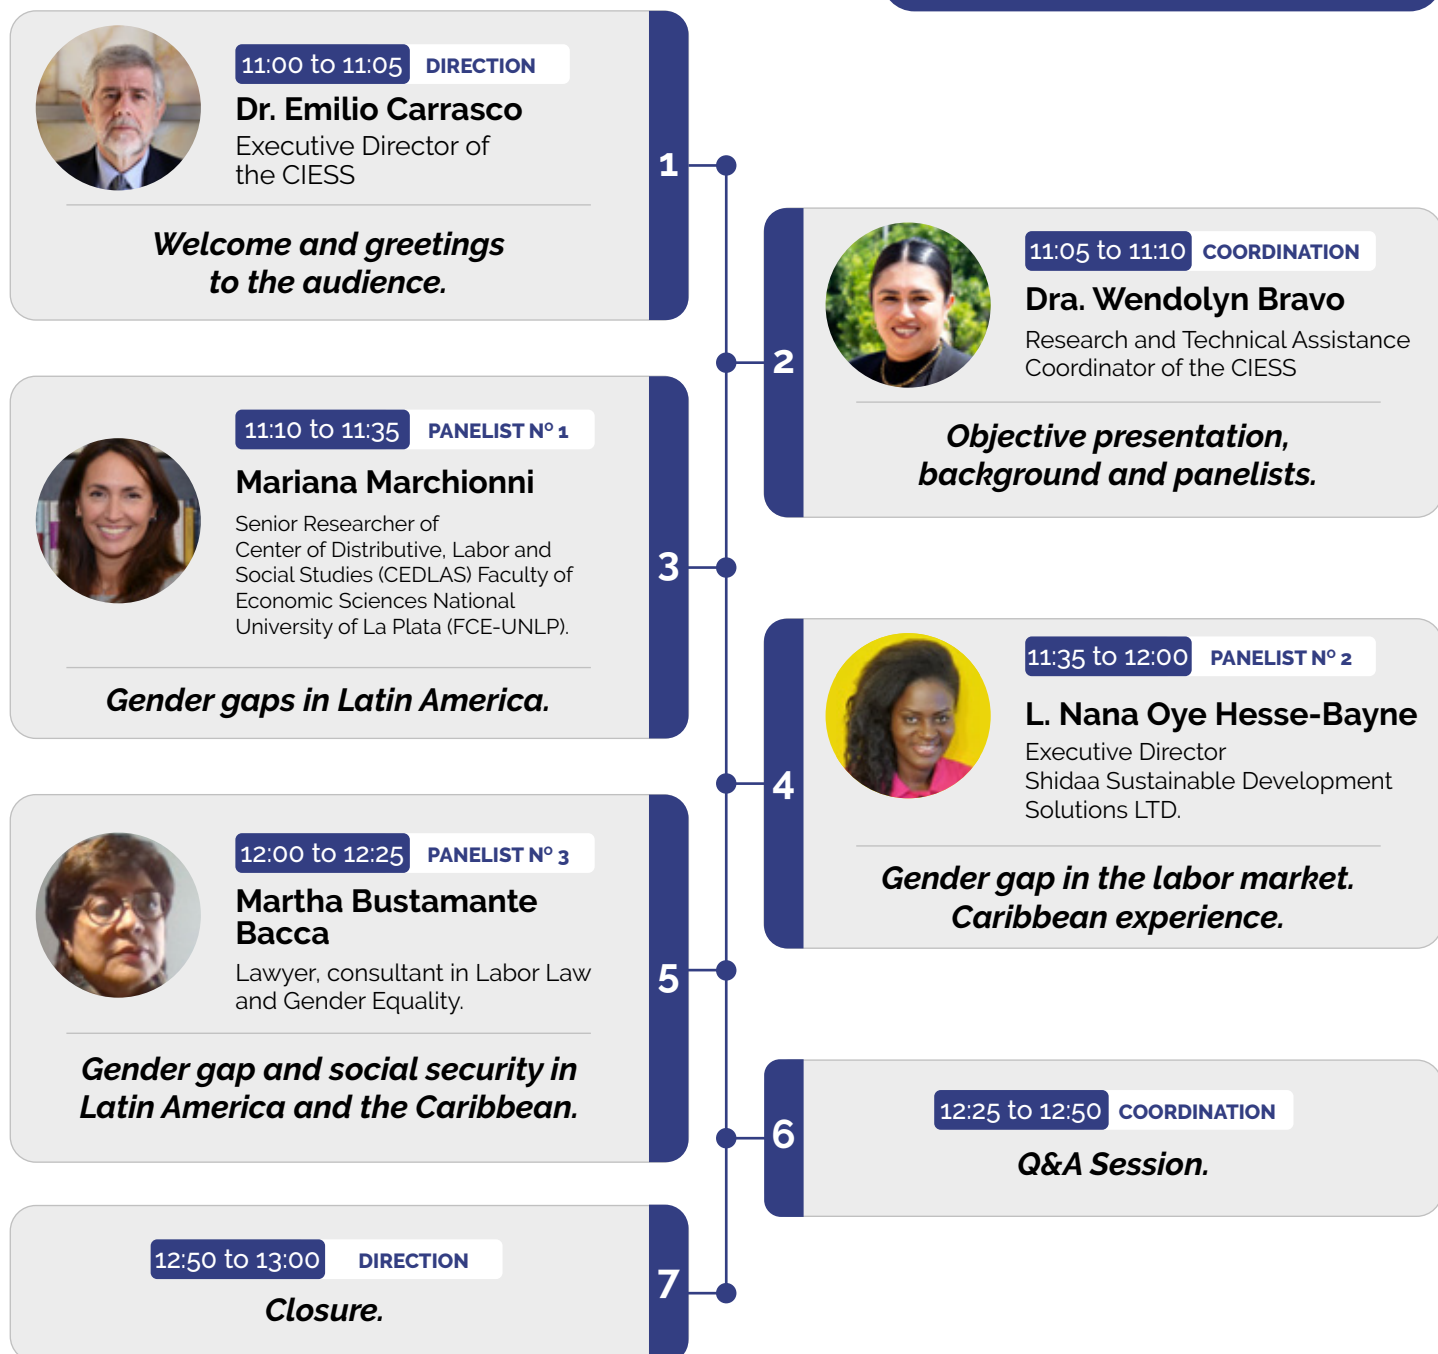 11:00 to 11:05 DIRECTION
Dr. Emilio Carrasco
Executive Director of
the CIESS
1
Welcome and greetings
to the audience.
11:05 to 11:10 COORDINATION
Dra. Wendolyn Bravo
Research and Technical Assistance
Coordinator of the CIESS
2
Objective presentation,
background and panelists.
11:10 to 11:35 PANELIST Nº 1
Mariana Marchionni
Senior Researcher of
Center of Distributive, Labor and
Social Studies (CEDLAS) Faculty of
Economic Sciences National
University of La Plata (FCE-UNLP).
3
Gender gaps in Latin America.
11:35 to 12:00 PANELIST Nº 2
L. Nana Oye Hesse-Bayne
Executive Director
Shidaa Sustainable Development
Solutions LTD.
4
Gender gap in the labor market.
Caribbean experience.
12:00 to 12:25 PANELIST Nº 3
Martha Bustamante
Bacca
Lawyer, consultant in Labor Law
and Gender Equality.
5
Gender gap and social security in
Latin America and the Caribbean.
12:25 to 12:50 COORDINATION
6
Q&A Session.
12:50 to 13:00 DIRECTION
7
Closure.